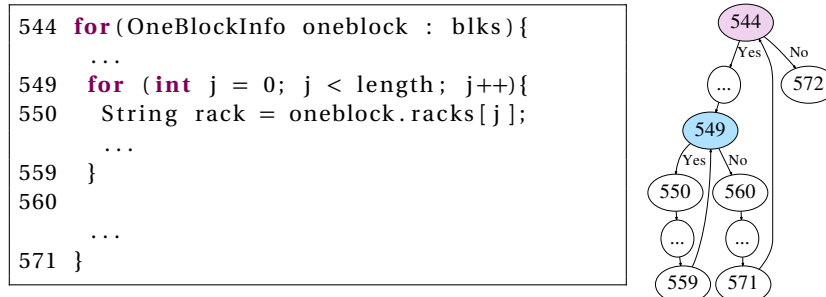 544 for(OneBlockInfo oneblock : blks){
...
549 for (int j = 0; j < length; j++){
550 String rack = oneblock.racks[j];
...
559 }
560
...
571 }
544
Yes No
... 572
549
Yes No
550 560
... ...
559 571